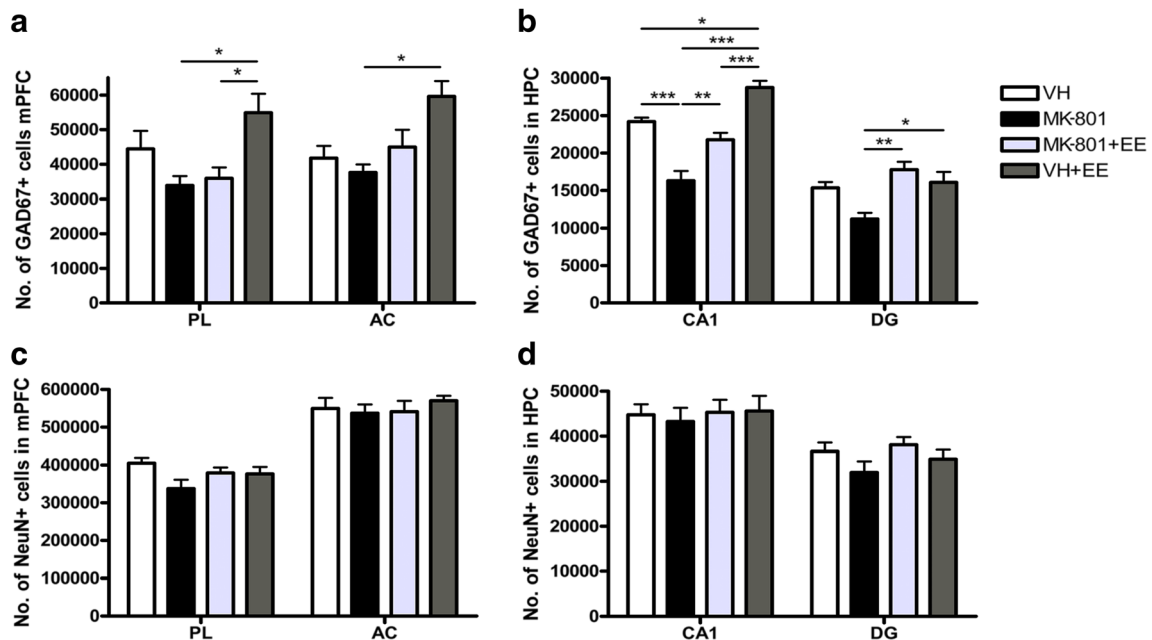 a
No. of GAD67+ cells mPFC
60000
50000
40000
30000
20000
10000
0
*
*
*
PL
AC
b
No. of GAD67+ cells in HPC
30000
25000
20000
15000
10000
5000
0
*
***
***
*** **
*
**
CA1
DG
VH
MK-801
MK-801+EE
VH+EE
c
No. of NeuN+ cells in mPFC
600000
500000
400000
300000
200000
100000
0
PL
AC
d
No. of NeuN+ cells in HPC
50000
40000
30000
20000
10000
0
CA1
DG